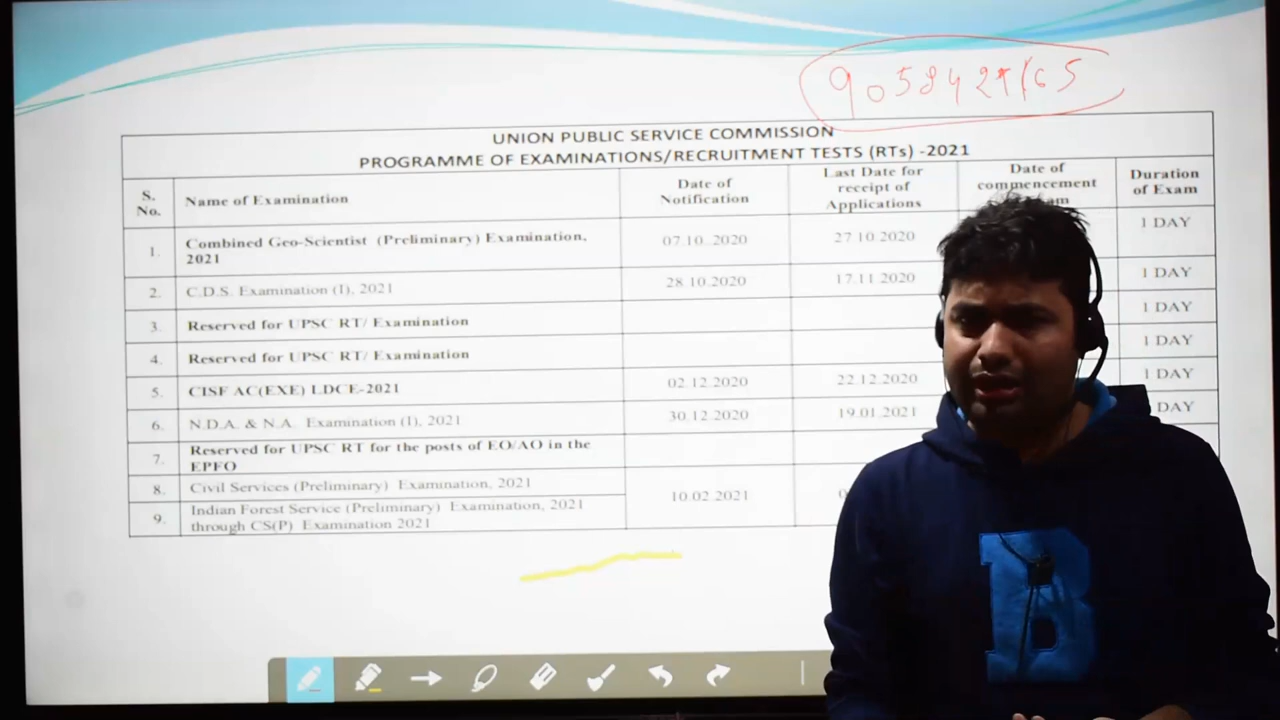 UNION PUBLIC SERVICE COMMISSION
PROGRAMME OF EXAMINATIONS/RECRUITMENT TESTS (RTs) -2021
S. No. Name of Examination Date of Notification Last Date for receipt of Applications Date of commencement Duration of Exam
1. Combined Geo-Scientist (Preliminary) Examination, 2021 07.10..2020 27.10.2020 1 DAY
2. C.D.S. Examination (I), 2021 28.10.2020 17.11.2020 1 DAY
3. Reserved for UPSC RT/ Examination 1 DAY
4. Reserved for UPSC RT/ Examination 1 DAY
5. CISF AC(EXE) LDCE-2021 02.12.2020 22.12.2020 1 DAY
6. N.D.A. & N.A. Examination (I), 2021 30.12.2020 19.01.2021 DAY
7. Reserved for UPSC RT for the posts of EO/AO in the EPFO
8. Civil Services (Preliminary) Examination, 2021 10.02.2021
9. Indian Forest Service (Preliminary) Examination, 2021 through CS(P) Examination 2021
B